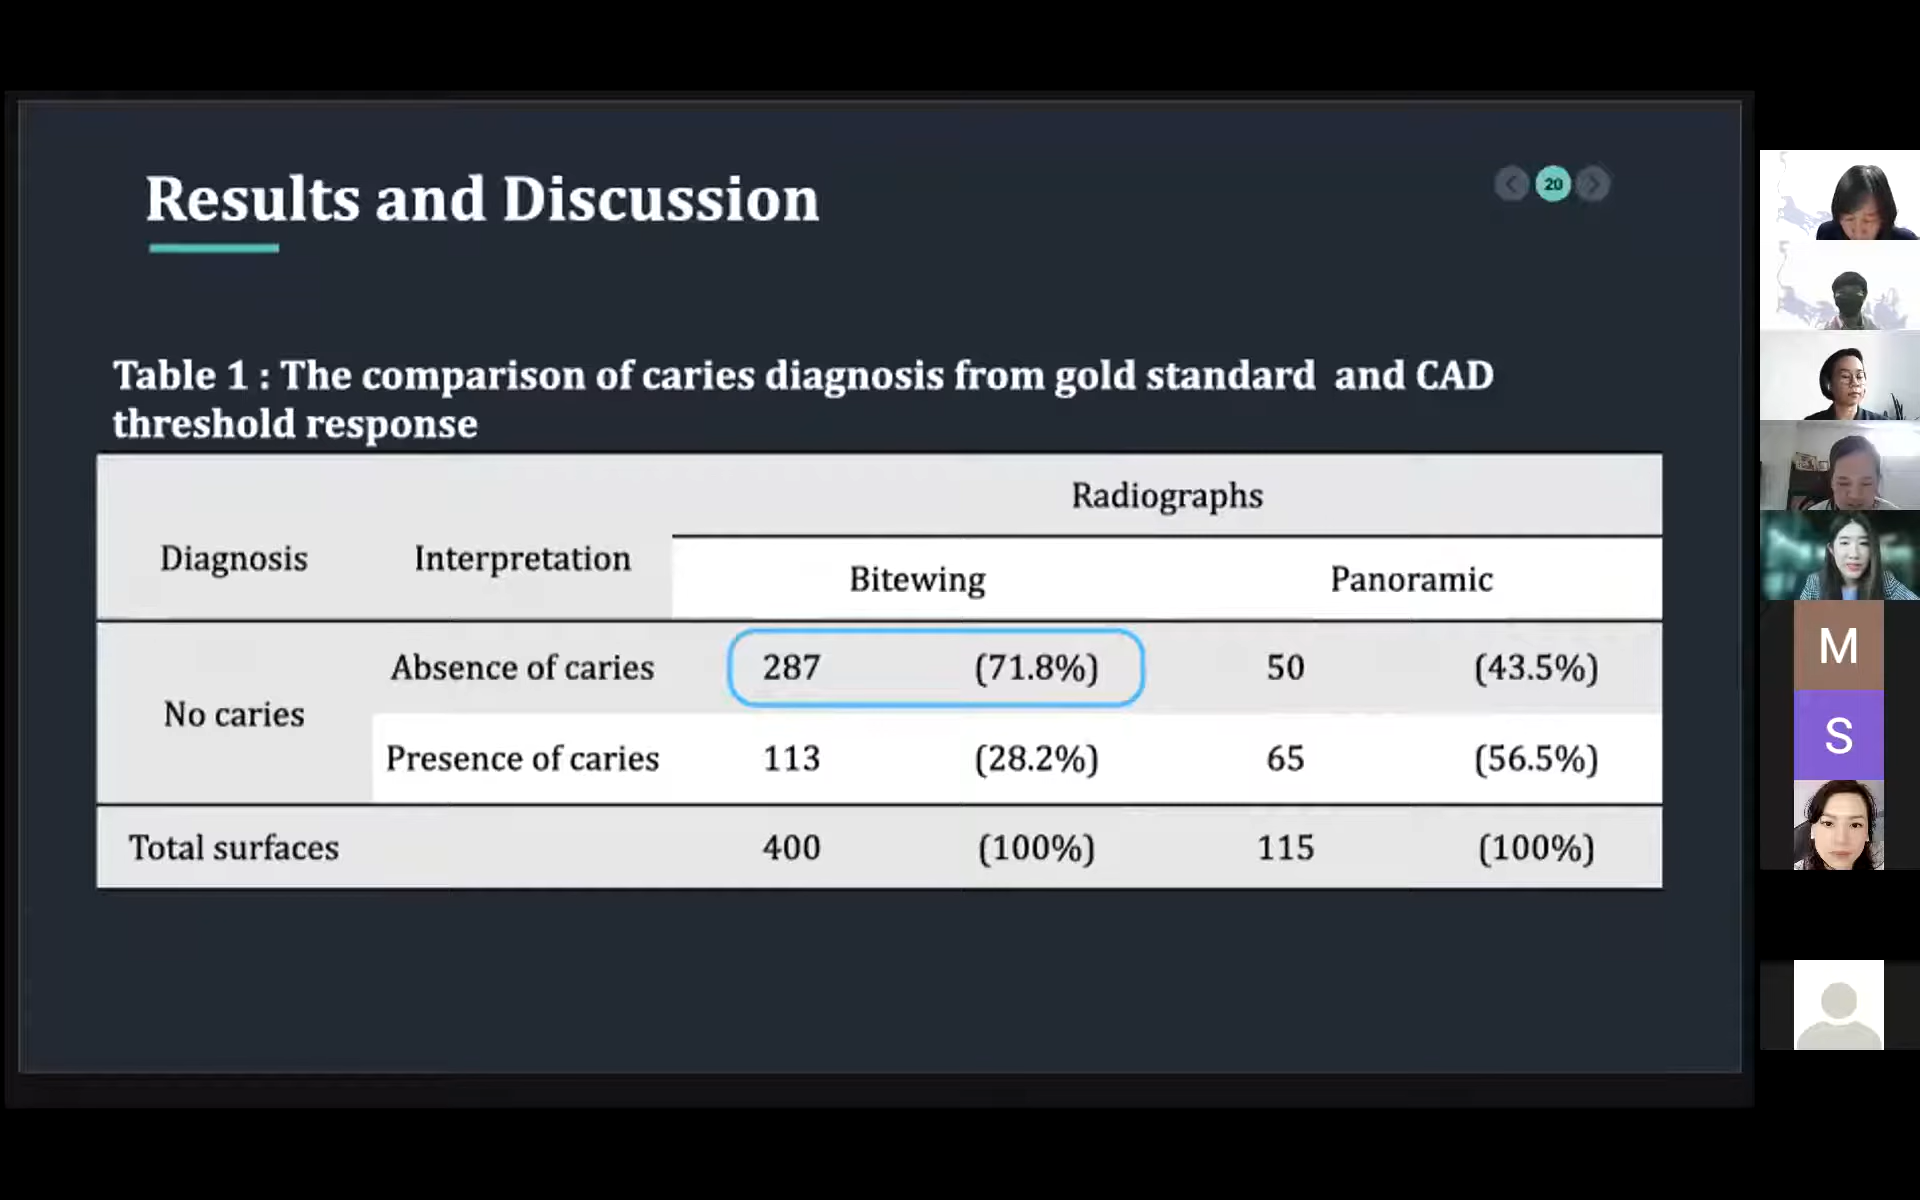 Results and Discussion
20
Table 1 : The comparison of caries diagnosis from gold standard and CAD
threshold response
Radiographs
Diagnosis Interpretation
Bitewing Panoramic
Absence of caries 287 (71.8%) 50 (43.5%)
No caries
Presence of caries 113 (28.2%) 65 (56.5%)
Total surfaces 400 (100%) 115 (100%)
M
S